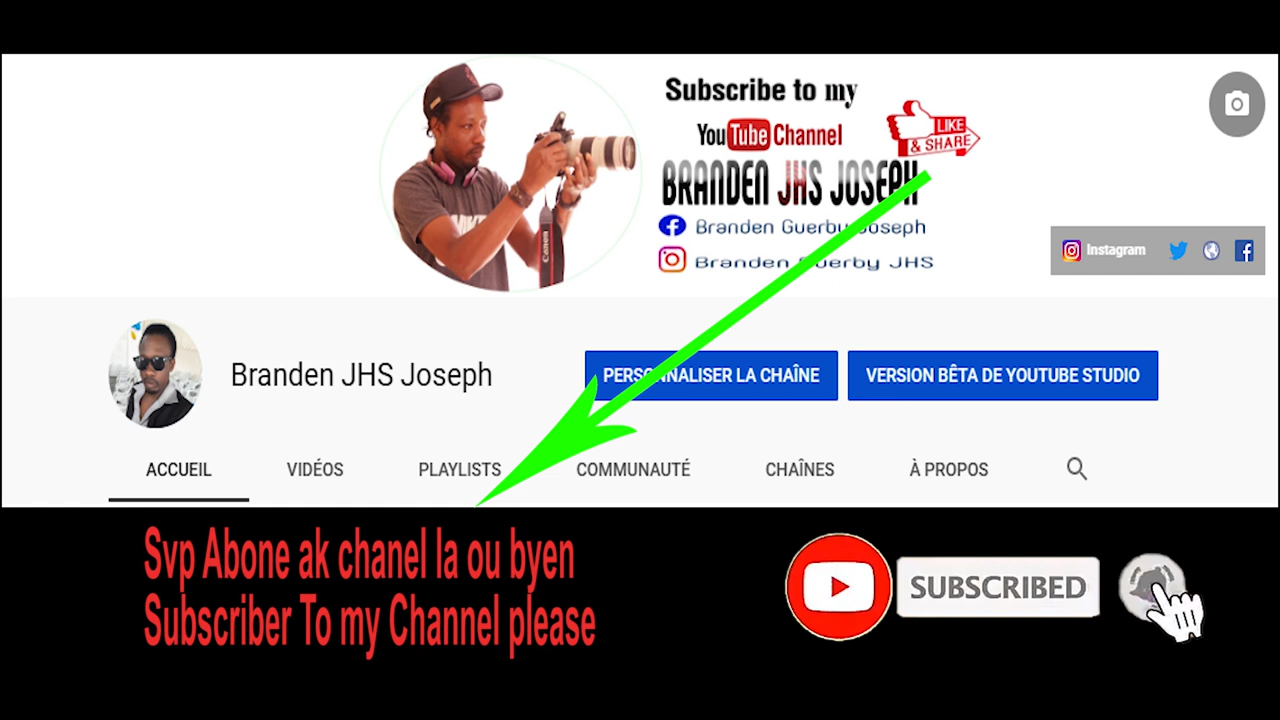 Subscribe to my
YouTube Channel
LIKE
& SHARE
BRANDEN JHS JOSEPH
Branden Guerby Joseph
Branden Guerby JHS
Canon
Instagram
Branden JHS Joseph
PERSONNALISER LA CHAÎNE
VERSION BÊTA DE YOUTUBE STUDIO
ACCUEIL
VIDÉOS
PLAYLISTS
COMMUNAUTÉ
CHAÎNES
À PROPOS
Svp Abone ak chanel la ou byen
Subscriber To my Channel please
SUBSCRIBED